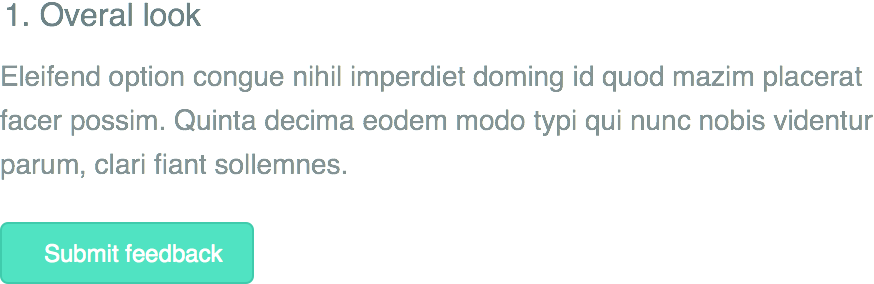 1. Overal look
Eleifend option congue nihil imperdiet doming id quod mazim placerat
facer possim. Quinta decima eodem modo typi qui nunc nobis videntur
parum, clari fiant sollemnes.
Submit feedback